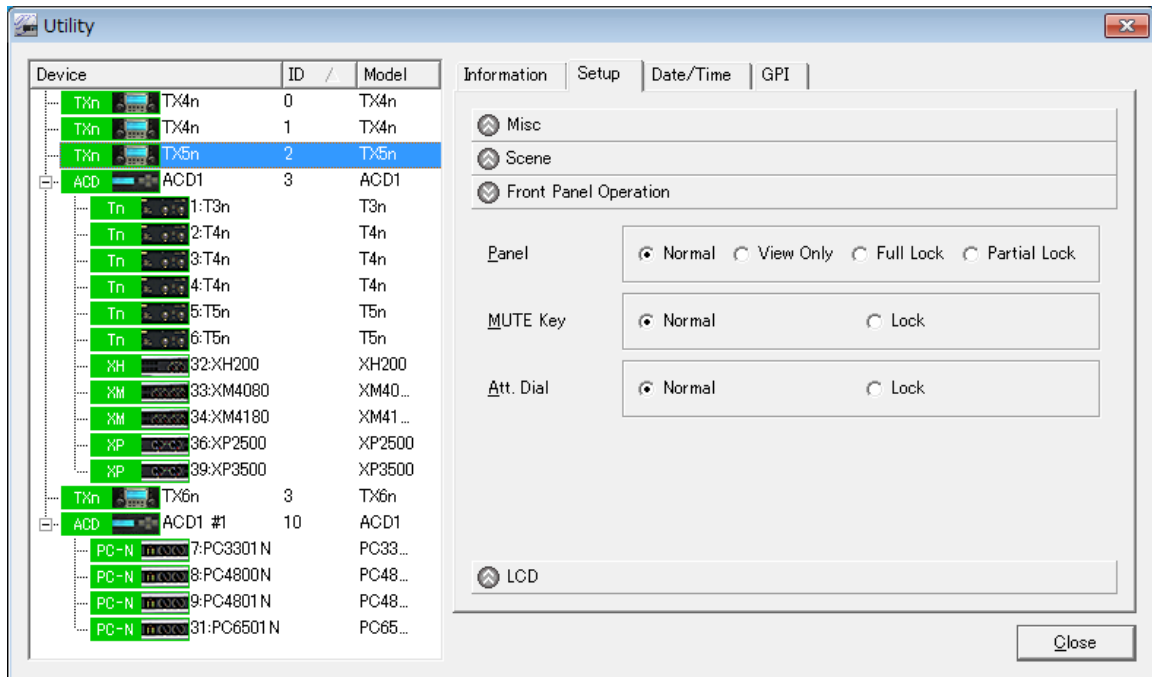 Utility
Device ID Model
TXn TX4n 0 TX4n
TXn TX4n 1 TX4n
TXn TX5n 2 TX5n
ACD ACD1 3 ACD1
Tn 1:T3n T3n
Tn 2:T4n T4n
Tn 3:T4n T4n
Tn 4:T4n T4n
Tn 5:T5n T5n
Tn 6:T5n T5n
XH 32:XH200 XH200
XM 33:XM4080 XM40...
XM 34:XM4180 XM41...
XP 36:XP2500 XP2500
XP 39:XP3500 XP3500
TXn TX6n 3 TX6n
ACD ACD1 #1 10 ACD1
PC-N 7:PC3301N PC33...
PC-N 8:PC4800N PC48...
PC-N 9:PC4801N PC48...
PC-N 31:PC6501N PC65...
Information Setup Date/Time GPI
Misc
Scene
Front Panel Operation
Panel Normal View Only Full Lock Partial Lock
MUTE Key Normal Lock
Att. Dial Normal Lock
LCD
Close